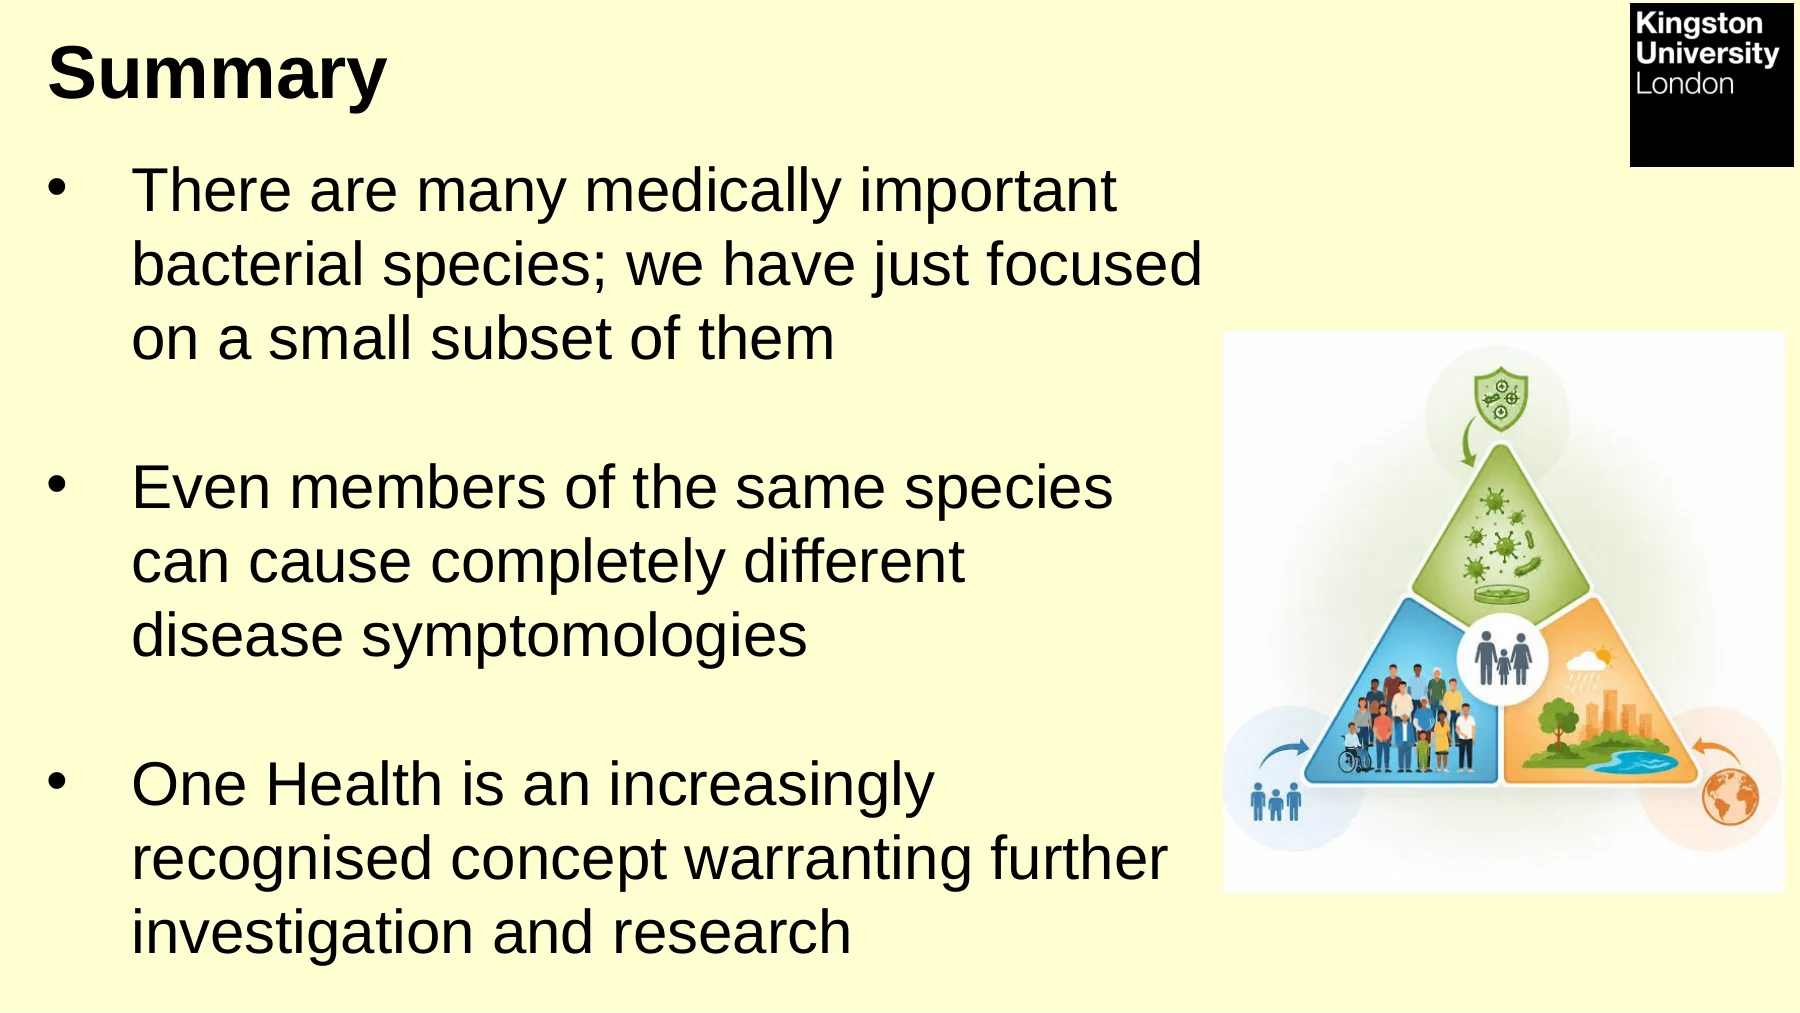 Summary
Kingston
University
London
• There are many medically important
bacterial species; we have just focused
on a small subset of them
• Even members of the same species
can cause completely different
disease symptomologies
• One Health is an increasingly
recognised concept warranting further
investigation and research